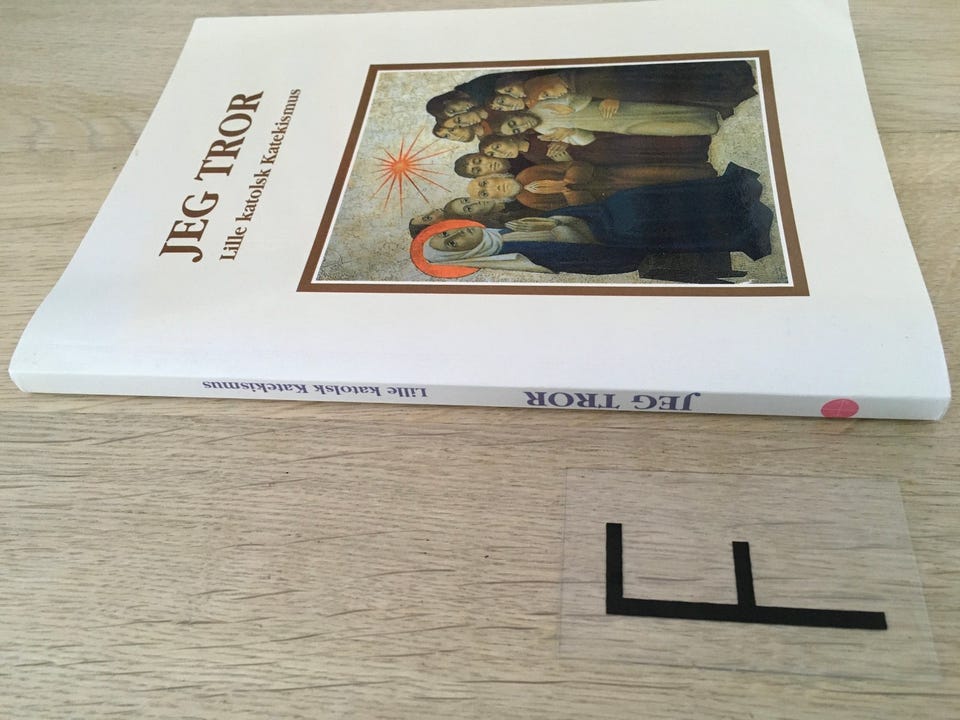 JEG TROR
Lille katolsk Katekismus
JEG TROR Lille katolsk Katekismus
F